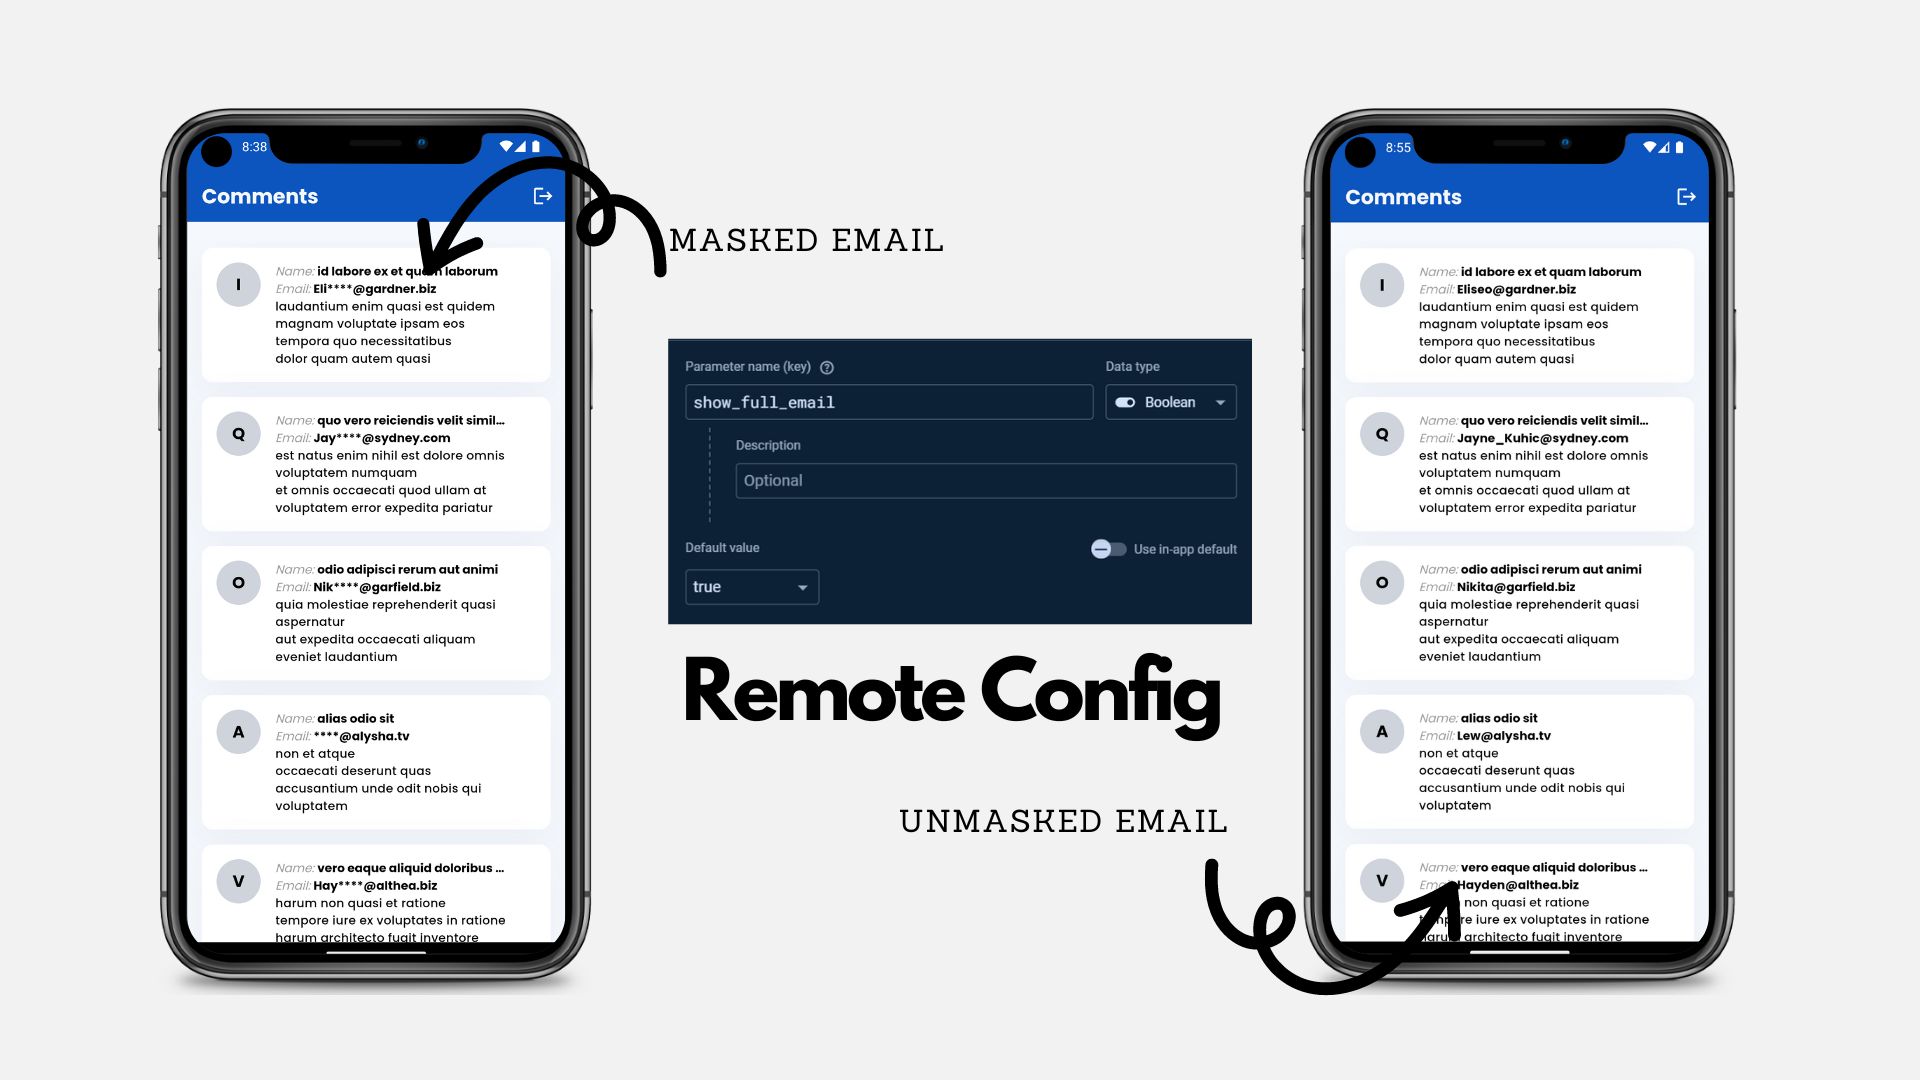 8:38
Comments
I
Name: id labore ex et quam laborum
Email: Eli****@gardner.biz
laudantium enim quasi est quidem
magnam voluptate ipsam eos
tempora quo necessitatibus
dolor quam autem quasi
Q
Name: quo vero reiciendis velit simil...
Email: Jay****@sydney.com
est natus enim nihil est dolore omnis
voluptatem numquam
et omnis occaecati quod ullam at
voluptatem error expedita pariatur
O
Name: odio adipisci rerum aut animi
Email: Nik****@garfield.biz
quia molestiae reprehenderit quasi
aspernatur
aut expedita occaecati aliquam
eveniet laudantium
A
Name: alias odio sit
Email: ****@alysha.tv
non et atque
occaecati deserunt quas
accusantium unde odit nobis qui
voluptatem
V
Name: vero eaque aliquid doloribus ...
Email: Hay****@althea.biz
harum non quasi et ratione
tempore iure ex voluptates in ratione
harum architecto fugit inventore
MASKED EMAIL
Parameter name (key) ?
Data type
show_full_email
Boolean
Description
Optional
Default value
Use in-app default
true
Remote Config
UNMASKED EMAIL
8:55
Comments
I
Name: id labore ex et quam laborum
Email: Eliseo@gardner.biz
laudantium enim quasi est quidem
magnam voluptate ipsam eos
tempora quo necessitatibus
dolor quam autem quasi
Q
Name: quo vero reiciendis velit simil...
Email: Jayne_Kuhic@sydney.com
est natus enim nihil est dolore omnis
voluptatem numquam
et omnis occaecati quod ullam at
voluptatem error expedita pariatur
O
Name: odio adipisci rerum aut animi
Email: Nikita@garfield.biz
quia molestiae reprehenderit quasi
aspernatur
aut expedita occaecati aliquam
eveniet laudantium
A
Name: alias odio sit
Email: Lew@alysha.tv
non et atque
occaecati deserunt quas
accusantium unde odit nobis qui
voluptatem
V
Name: vero eaque aliquid doloribus ...
Email: Hayden@althea.biz
non quasi et ratione
tempore iure ex voluptates in ratione
harum architecto fugit inventore